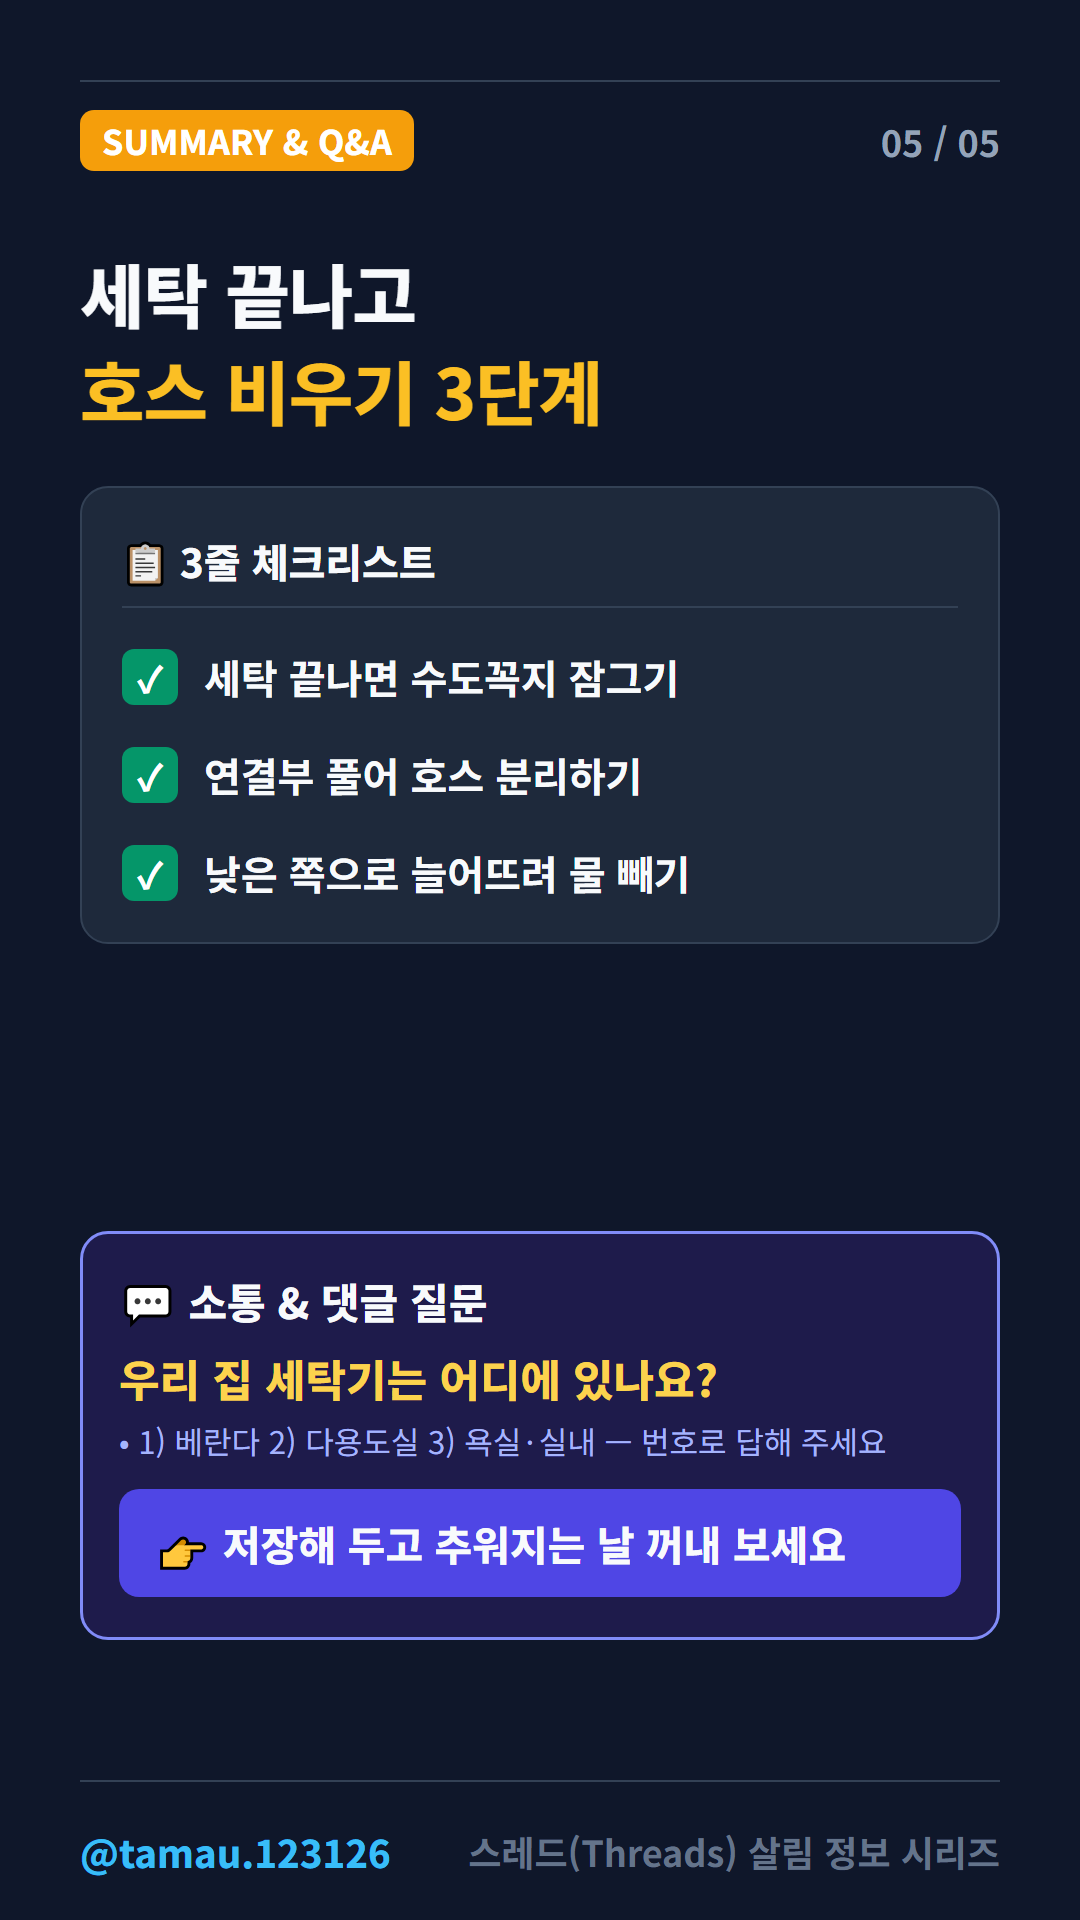 SUMMARY & Q&A
05 / 05
세탁 끝나고
호스 비우기 3단계
📋 3줄 체크리스트
✓ 세탁 끝나면 수도꼭지 잠그기
✓ 연결부 풀어 호스 분리하기
✓ 낮은 쪽으로 늘어뜨려 물 빼기
💬 소통 & 댓글 질문
우리 집 세탁기는 어디에 있나요?
• 1) 베란다 2) 다용도실 3) 욕실·실내 — 번호로 답해 주세요
👉 저장해 두고 추워지는 날 꺼내 보세요
@tamau.123126
스레드(Threads) 살림 정보 시리즈